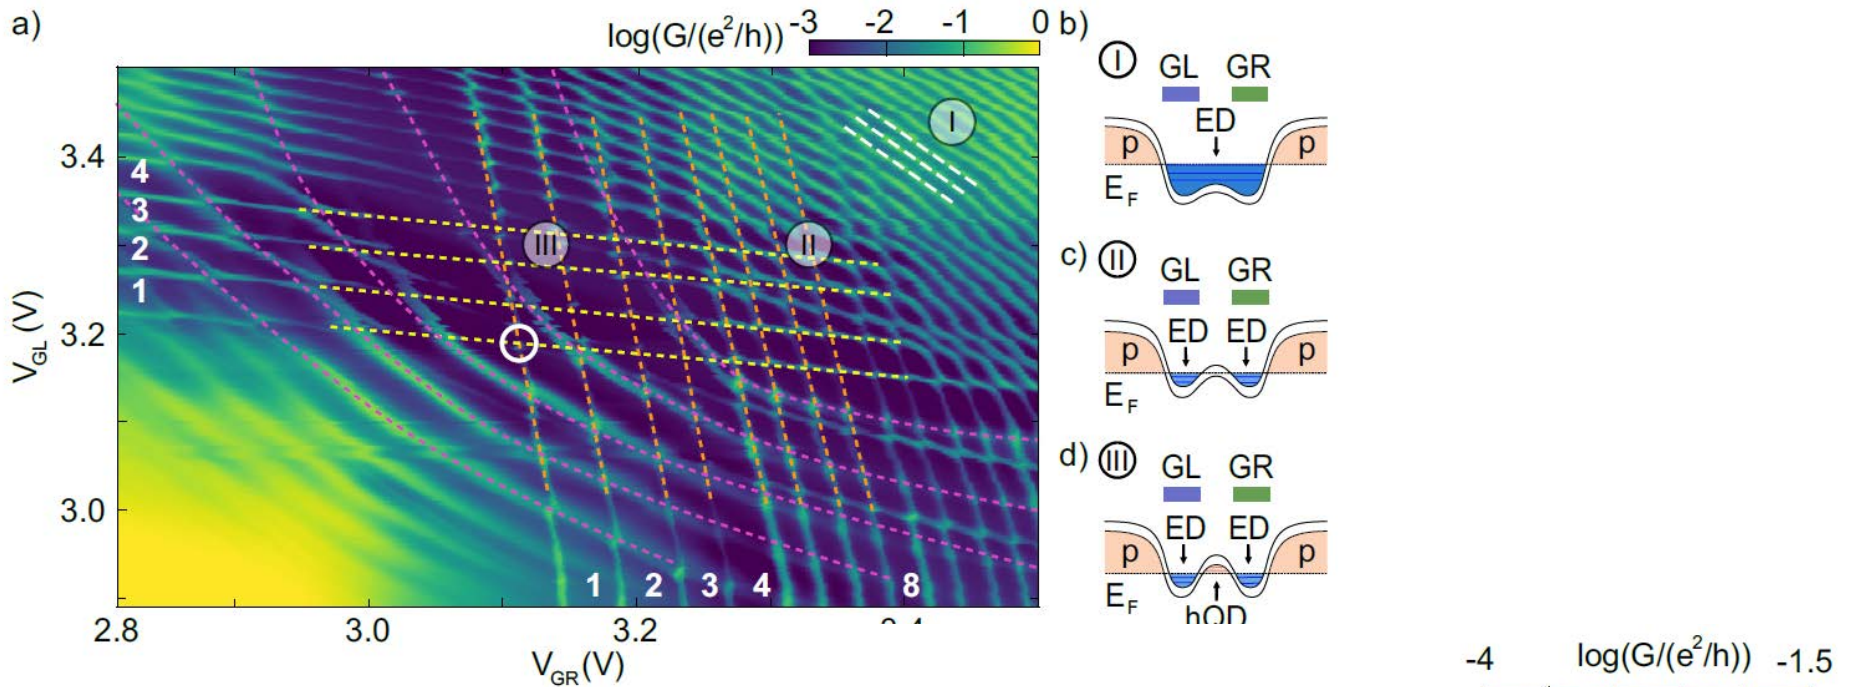 a)
log(G/(e²/h)) -3 -2 -1 0
3.4
3.2
3.0
V_GL (V)
4
3
2
1
I
II
III
1 2 3 4 8
2.8 3.0 3.2
V_GR (V)
b) I
GL GR
ED
p p
E_F
c) II
GL GR
ED ED
p p
E_F
d) III
GL GR
ED ED
p p
E_F
hQD
-4 log(G/(e²/h)) -1.5